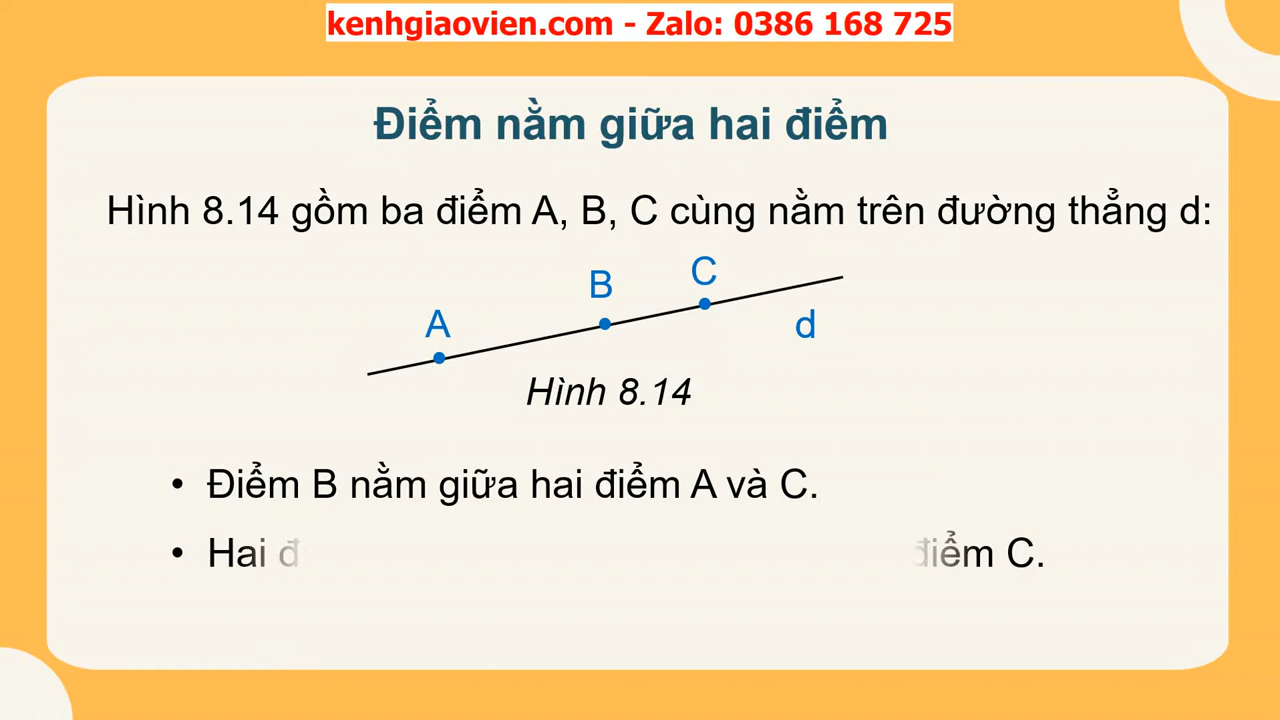 kenhgiaovien.com - Zalo: 0386 168 725
Điểm nằm giữa hai điểm
Hình 8.14 gồm ba điểm A, B, C cùng nằm trên đường thẳng d:
C
B
A
d
Hình 8.14
• Điểm B nằm giữa hai điểm A và C.
• Hai điểm C.